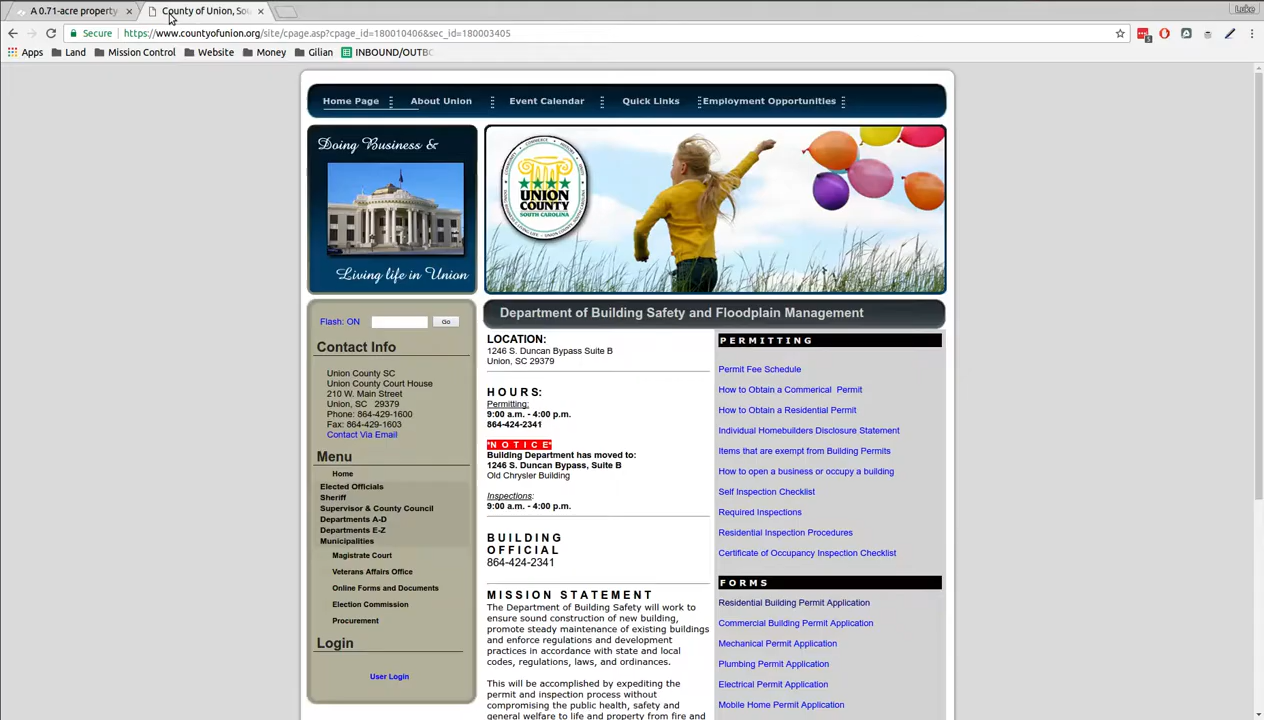 A 0.71-acre property
County of Union, Sou
Luke
Secure
https://www.countyofunion.org/site/cpage.asp?cpage_id=180010406&sec_id=180003405
Apps
Land
Mission Control
Website
Money
Gilian
INBOUND/OUTBO
Home Page
About Union
Event Calendar
Quick Links
Employment Opportunities
Doing Business &
Living life in Union
UNION
COUNTY
SOUTH CAROLINA
Flash: ON
Go
Contact Info
Union County SC
Union County Court House
210 W. Main Street
Union, SC 29379
Phone: 864-429-1600
Fax: 864-429-1603
Contact Via Email
Menu
Home
Elected Officials
Sheriff
Supervisor & County Council
Departments A-D
Departments E-Z
Municipalities
Magistrate Court
Veterans Affairs Office
Online Forms and Documents
Election Commission
Procurement
Login
User Login
Department of Building Safety and Floodplain Management
LOCATION:
1246 S. Duncan Bypass Suite B
Union, SC 29379
HOURS:
Permitting:
9:00 a.m. - 4:00 p.m.
864-424-2341
*NOTICE*
Building Department has moved to:
1246 S. Duncan Bypass, Suite B
Old Chrysler Building
Inspections:
9:00 a.m. - 4:00 p.m.
BUILDING
OFFICIAL
864-424-2341
MISSION STATEMENT
The Department of Building Safety will work to
ensure sound construction of new building,
promote steady maintenance of existing buildings
and enforce regulations and development
practices in accordance with state and local
codes, regulations, laws, and ordinances.
This will be accomplished by expediting the
permit and inspection process without
compromising the public health, safety and
general welfare to life and property from fire and
PERMITTING
Permit Fee Schedule
How to Obtain a Commerical Permit
How to Obtain a Residential Permit
Individual Homebuilders Disclosure Statement
Items that are exempt from Building Permits
How to open a business or occupy a building
Self Inspection Checklist
Required Inspections
Residential Inspection Procedures
Certificate of Occupancy Inspection Checklist
FORMS
Residential Building Permit Application
Commercial Building Permit Application
Mechanical Permit Application
Plumbing Permit Application
Electrical Permit Application
Mobile Home Permit Application